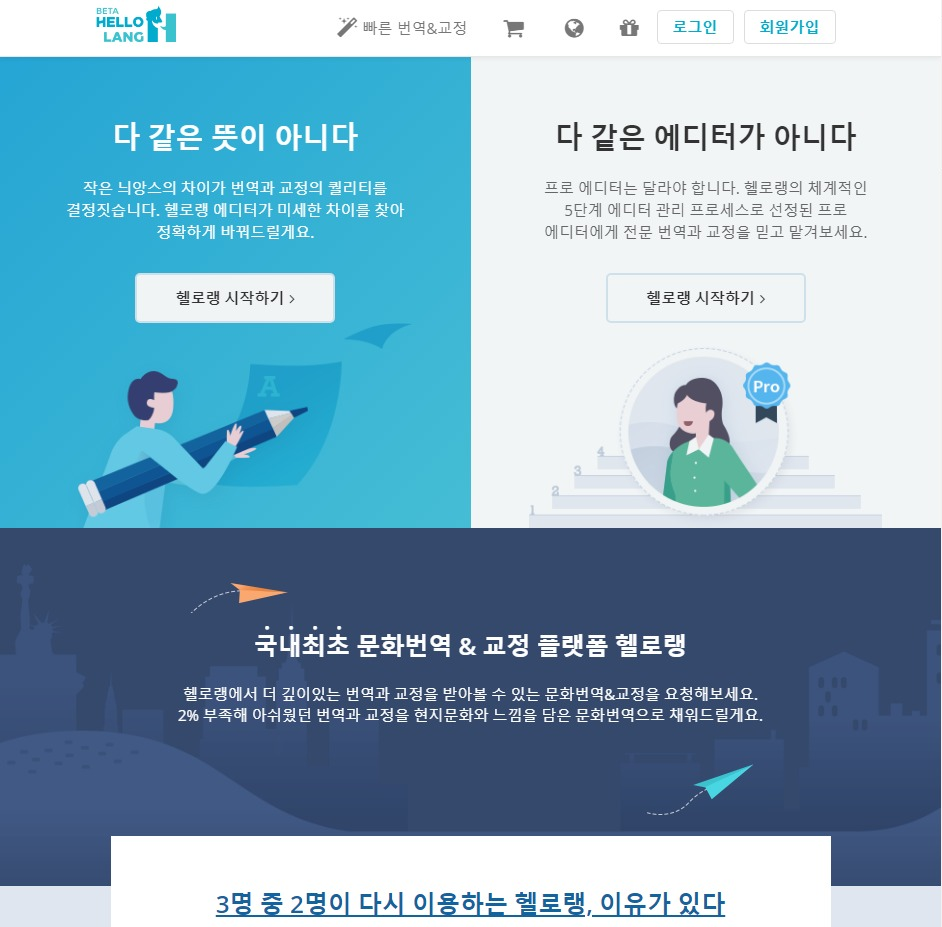 BETA
HELLO
LANG
빠른 번역&교정
로그인
회원가입
다 같은 뜻이 아니다
작은 늬앙스의 차이가 번역과 교정의 퀄리티를
결정짓습니다. 헬로랭 에디터가 미세한 차이를 찾아
정확하게 바꿔드릴게요.
헬로랭 시작하기 >
A
다 같은 에디터가 아니다
프로 에디터는 달라야 합니다. 헬로랭의 체계적인
5단계 에디터 관리 프로세스로 선정된 프로
에디터에게 전문 번역과 교정을 믿고 맡겨보세요.
헬로랭 시작하기 >
Pro
4
3
2
1
국내최초 문화번역 & 교정 플랫폼 헬로랭
헬로랭에서 더 깊이있는 번역과 교정을 받아볼 수 있는 문화번역&교정을 요청해보세요.
2% 부족해 아쉬웠던 번역과 교정을 현지문화와 느낌을 담은 문화번역으로 채워드릴게요.
3명 중 2명이 다시 이용하는 헬로랭, 이유가 있다